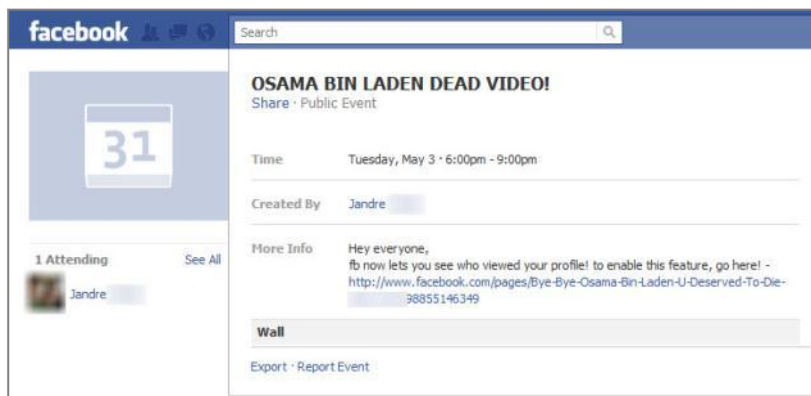 facebook
Search
31
OSAMA BIN LADEN DEAD VIDEO!
Share · Public Event
Time Tuesday, May 3 · 6:00pm - 9:00pm
Created By Jandre
More Info Hey everyone,
fb now lets you see who viewed your profile! to enable this feature, go here! -
http://www.facebook.com/pages/Bye-Bye-Osama-Bin-Laden-U-Deserved-To-Die-
98855146349
1 Attending See All
Jandre
Wall
Export · Report Event